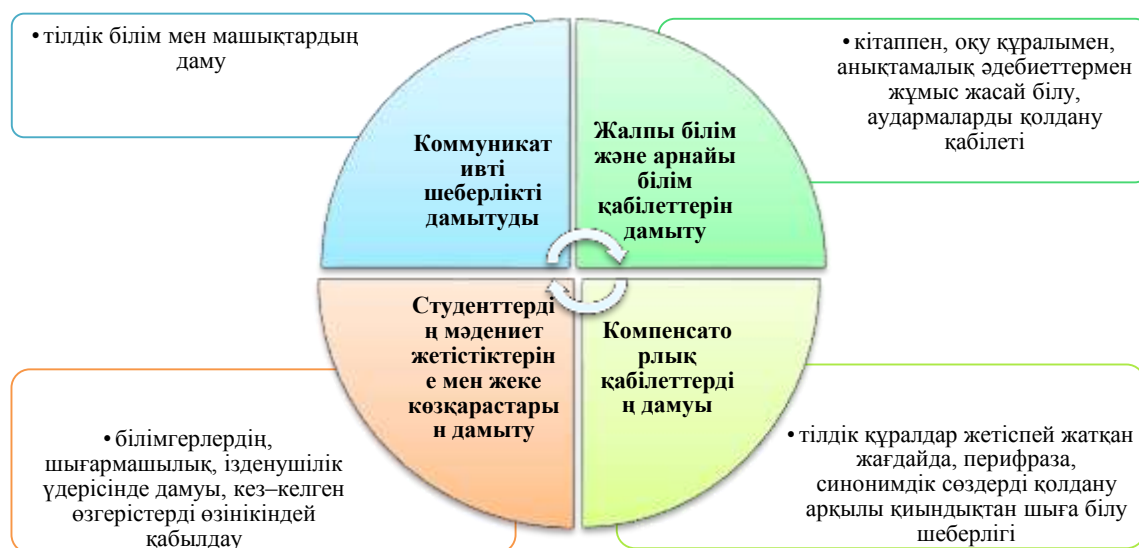 • тілдік білім мен машықтардың
даму
• кітаппен, оқу құралымен,
анықтамалық әдебиеттермен
жұмыс жасай білу,
аудармаларды қолдану
қабілеті
Коммуникат
ивті
шеберлікті
дамытуды
Жалпы білім
және арнайы
білім
қабілеттерін
дамыту
Студенттерді
ң мәдениет
жетістіктерін
е мен жеке
көзқарастары
н дамыту
Компенсато
рлық
қабілеттерді
ң дамуы
• білімгерлердің,
шығармашылық, ізденушілік
үдерісінде дамуы, кез–келген
өзгерістерді өзінікіндей
қабылдау
• тілдік құралдар жетіспей жатқан
жағдайда, перифраза,
синонимдік сөздерді қолдану
арқылы қиындықтан шыға білу
шеберлігі